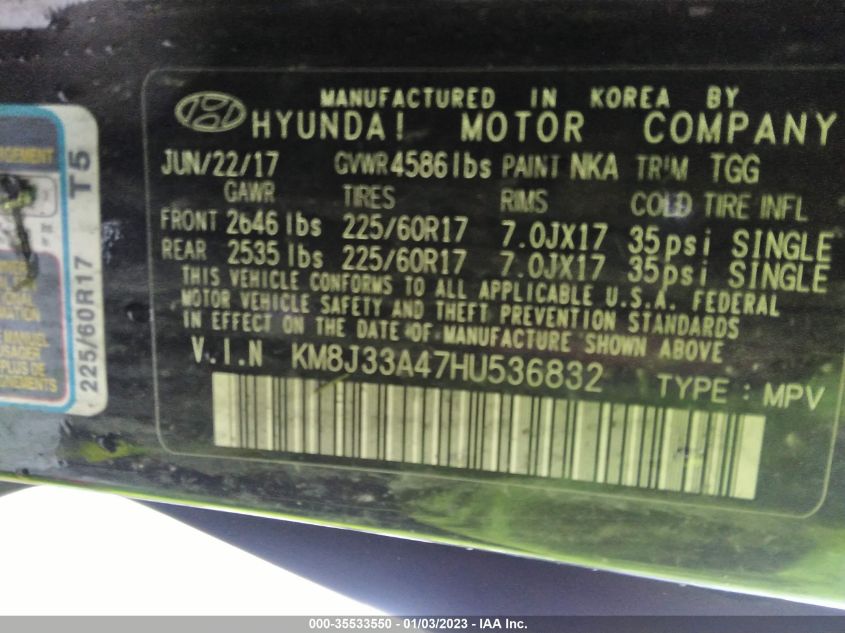 MANUFACTURED IN KOREA BY
HYUNDAI MOTOR COMPANY
JUN/22/17 GVWR 4586lbs PAINT NKA TRIM TGG
GAWR TIRES RIMS COLD TIRE INFL
FRONT 2646 lbs 225/60R17 7.0JX17 35psi SINGLE
REAR 2535 lbs 225/60R17 7.0JX17 35psi SINGLE
THIS VEHICLE CONFORMS TO ALL APPLICABLE U.S.A. FEDERAL
MOTOR VEHICLE SAFETY AND THEFT PREVENTION STANDARDS
IN EFFECT ON THE DATE OF MANUFACTURE SHOWN ABOVE
V.I.N KM8J33A47HU536832 TYPE : MPV
225/60R17 T5
MANUEL
000-35533550 - 01/03/2023 - IAA Inc.